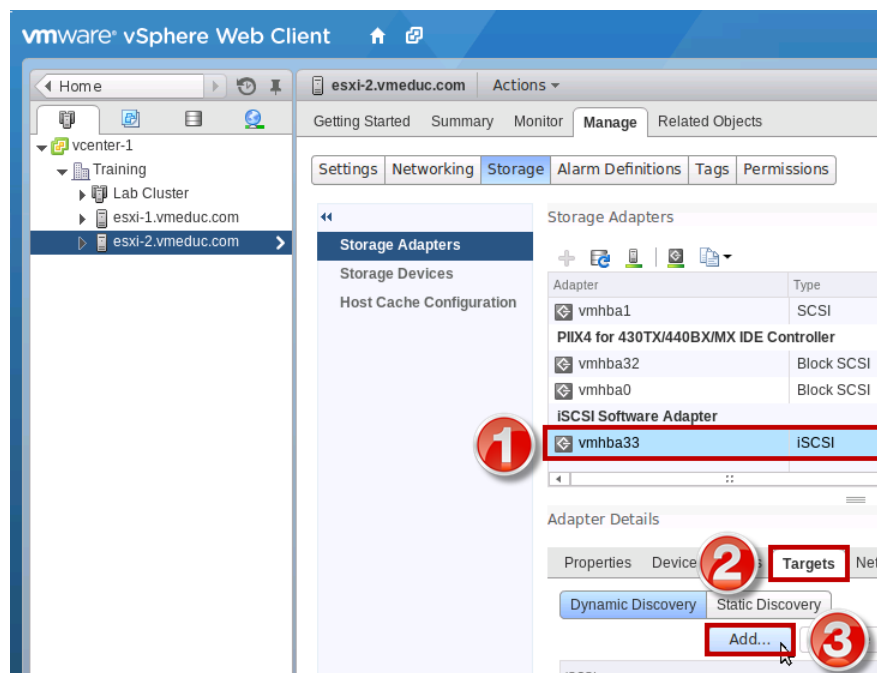 vmware® vSphere Web Client
Home
esxi-2.vmeduc.com Actions
Getting Started Summary Monitor Manage Related Objects
vcenter-1
Training
Lab Cluster
esxi-1.vmeduc.com
esxi-2.vmeduc.com
Settings Networking Storage Alarm Definitions Tags Permissions
Storage Adapters
Storage Devices
Host Cache Configuration
Storage Adapters
Adapter Type
vmhba1 SCSI
PIIX4 for 430TX/440BX/MX IDE Controller
vmhba32 Block SCSI
vmhba0 Block SCSI
iSCSI Software Adapter
1
vmhba33 iSCSI
Adapter Details
Properties Device 2 s Targets Net
Dynamic Discovery Static Discovery
Add... 3